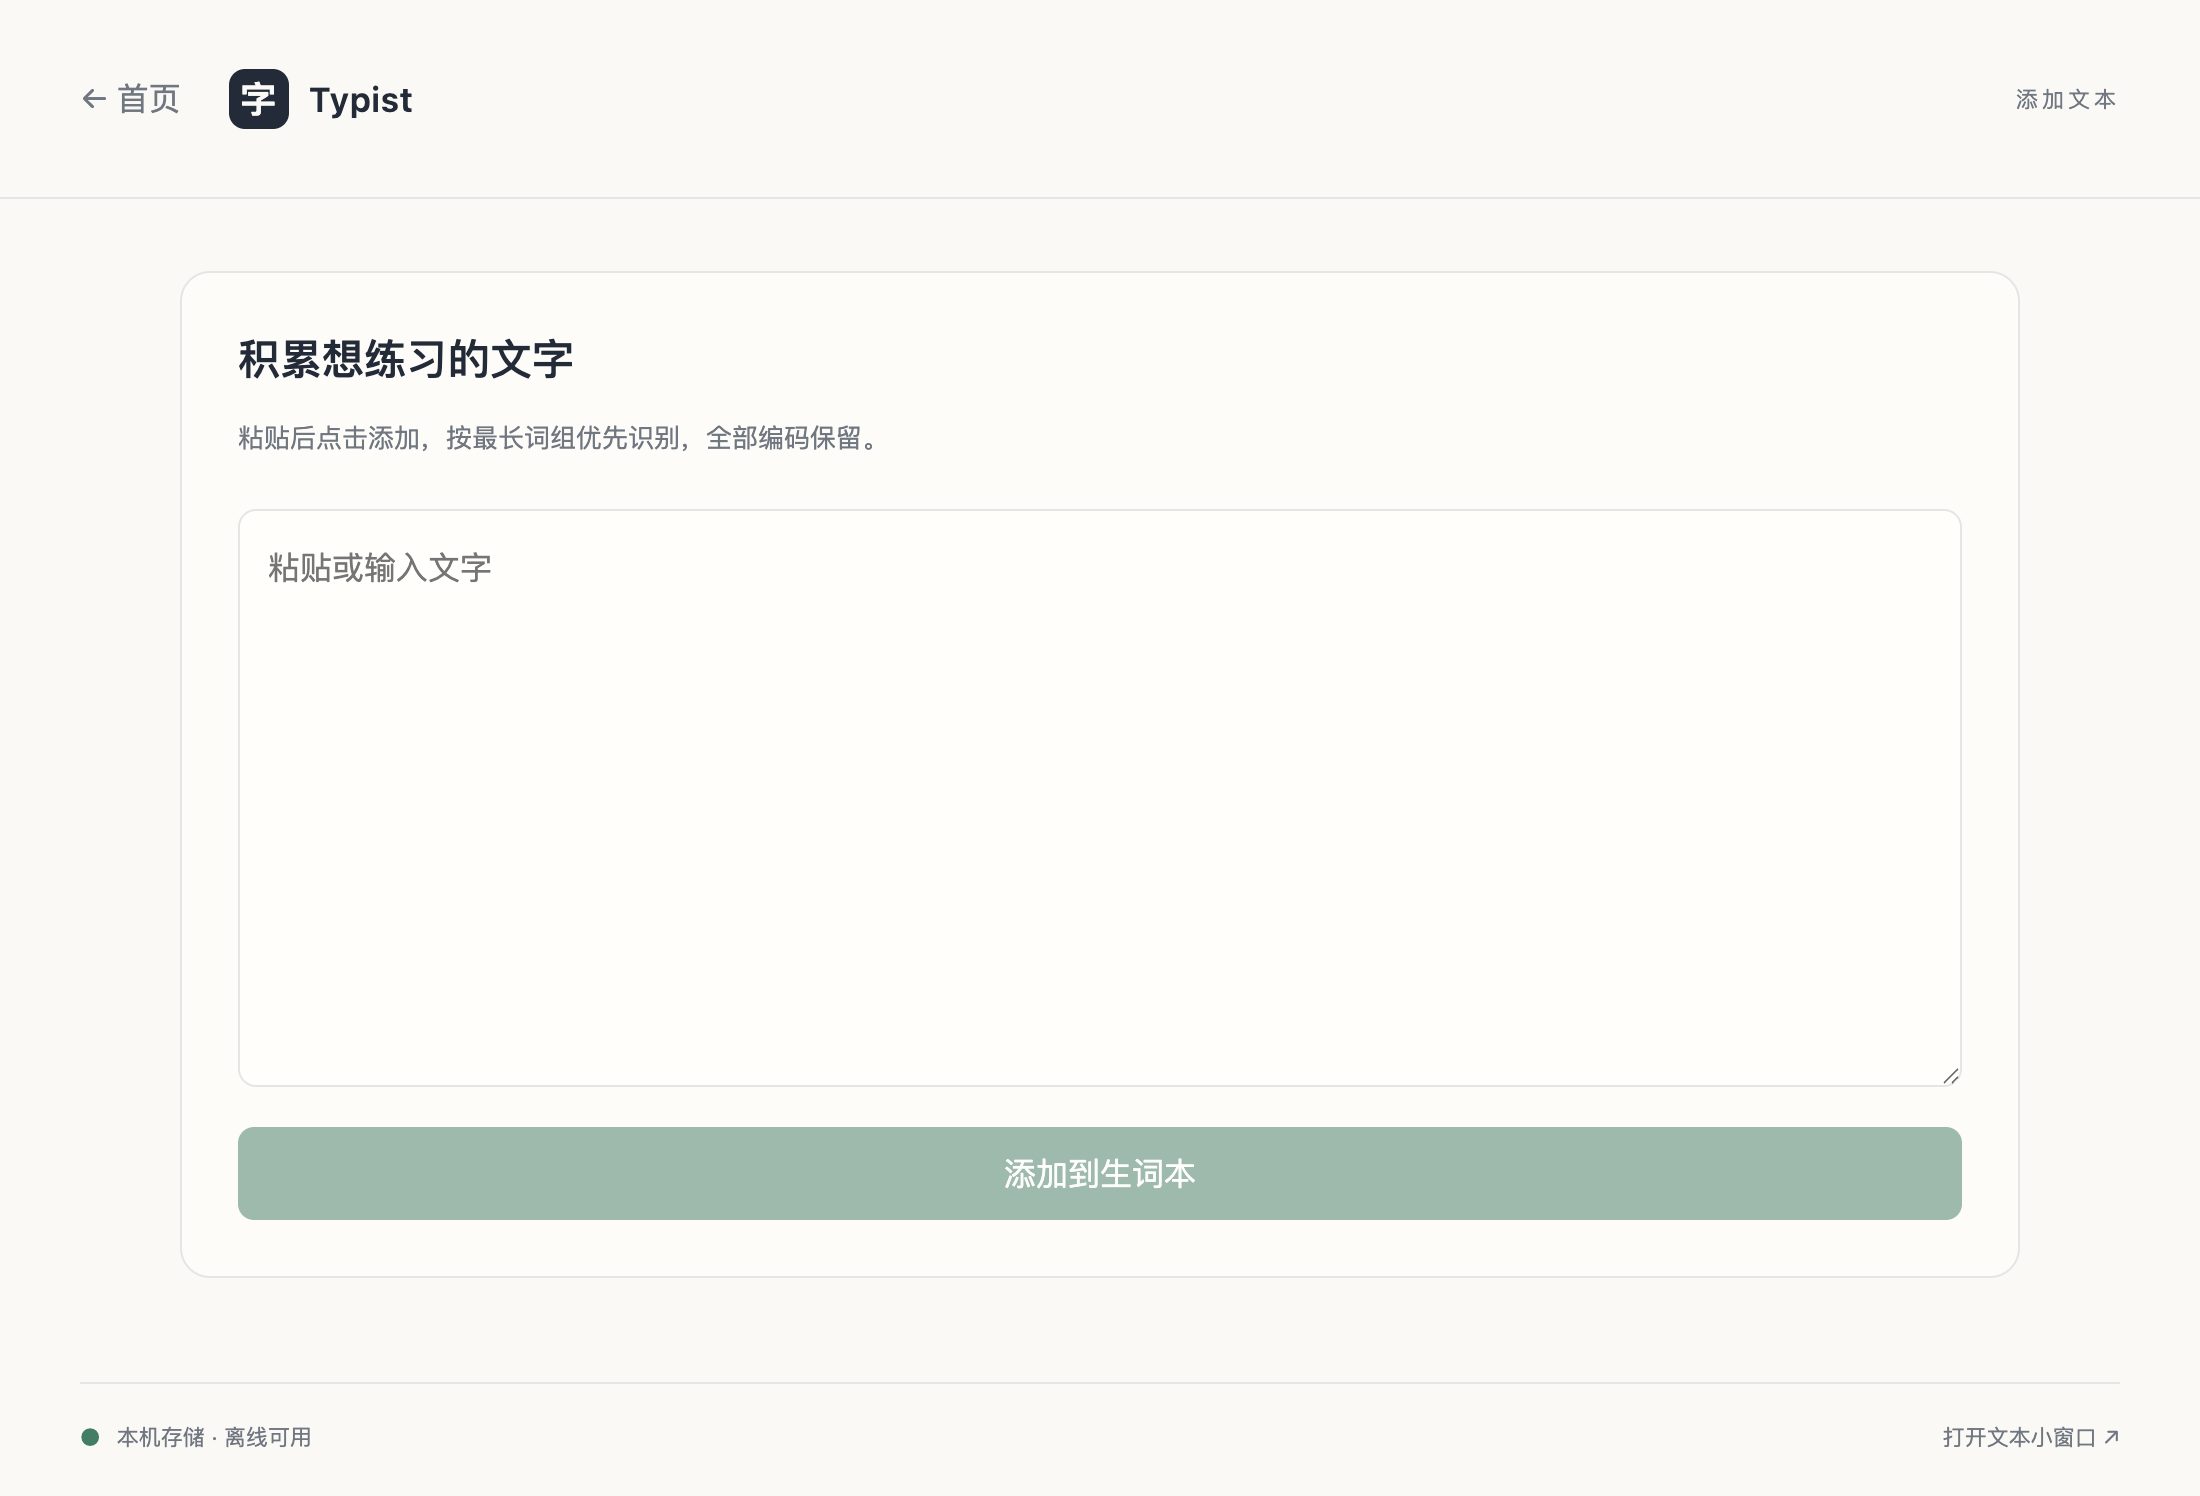 ← 首页 字 Typist 添加文本
积累想练习的文字
粘贴后点击添加，按最长词组优先识别，全部编码保留。
粘贴或输入文字
添加到生词本
本机存储 · 离线可用 打开文本小窗口 ↗